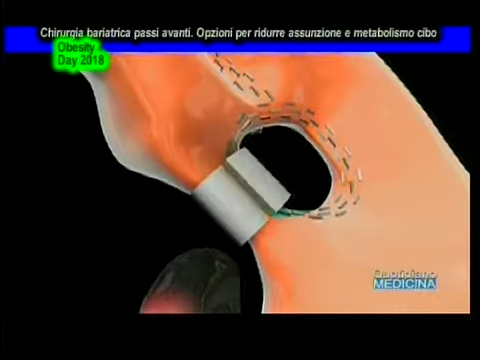 Chirurgia bariatrica passi avanti. Opzioni per ridurre assunzione e metabolismo cibo
Obesity
Day 2018
Quotidiano
MEDICINA